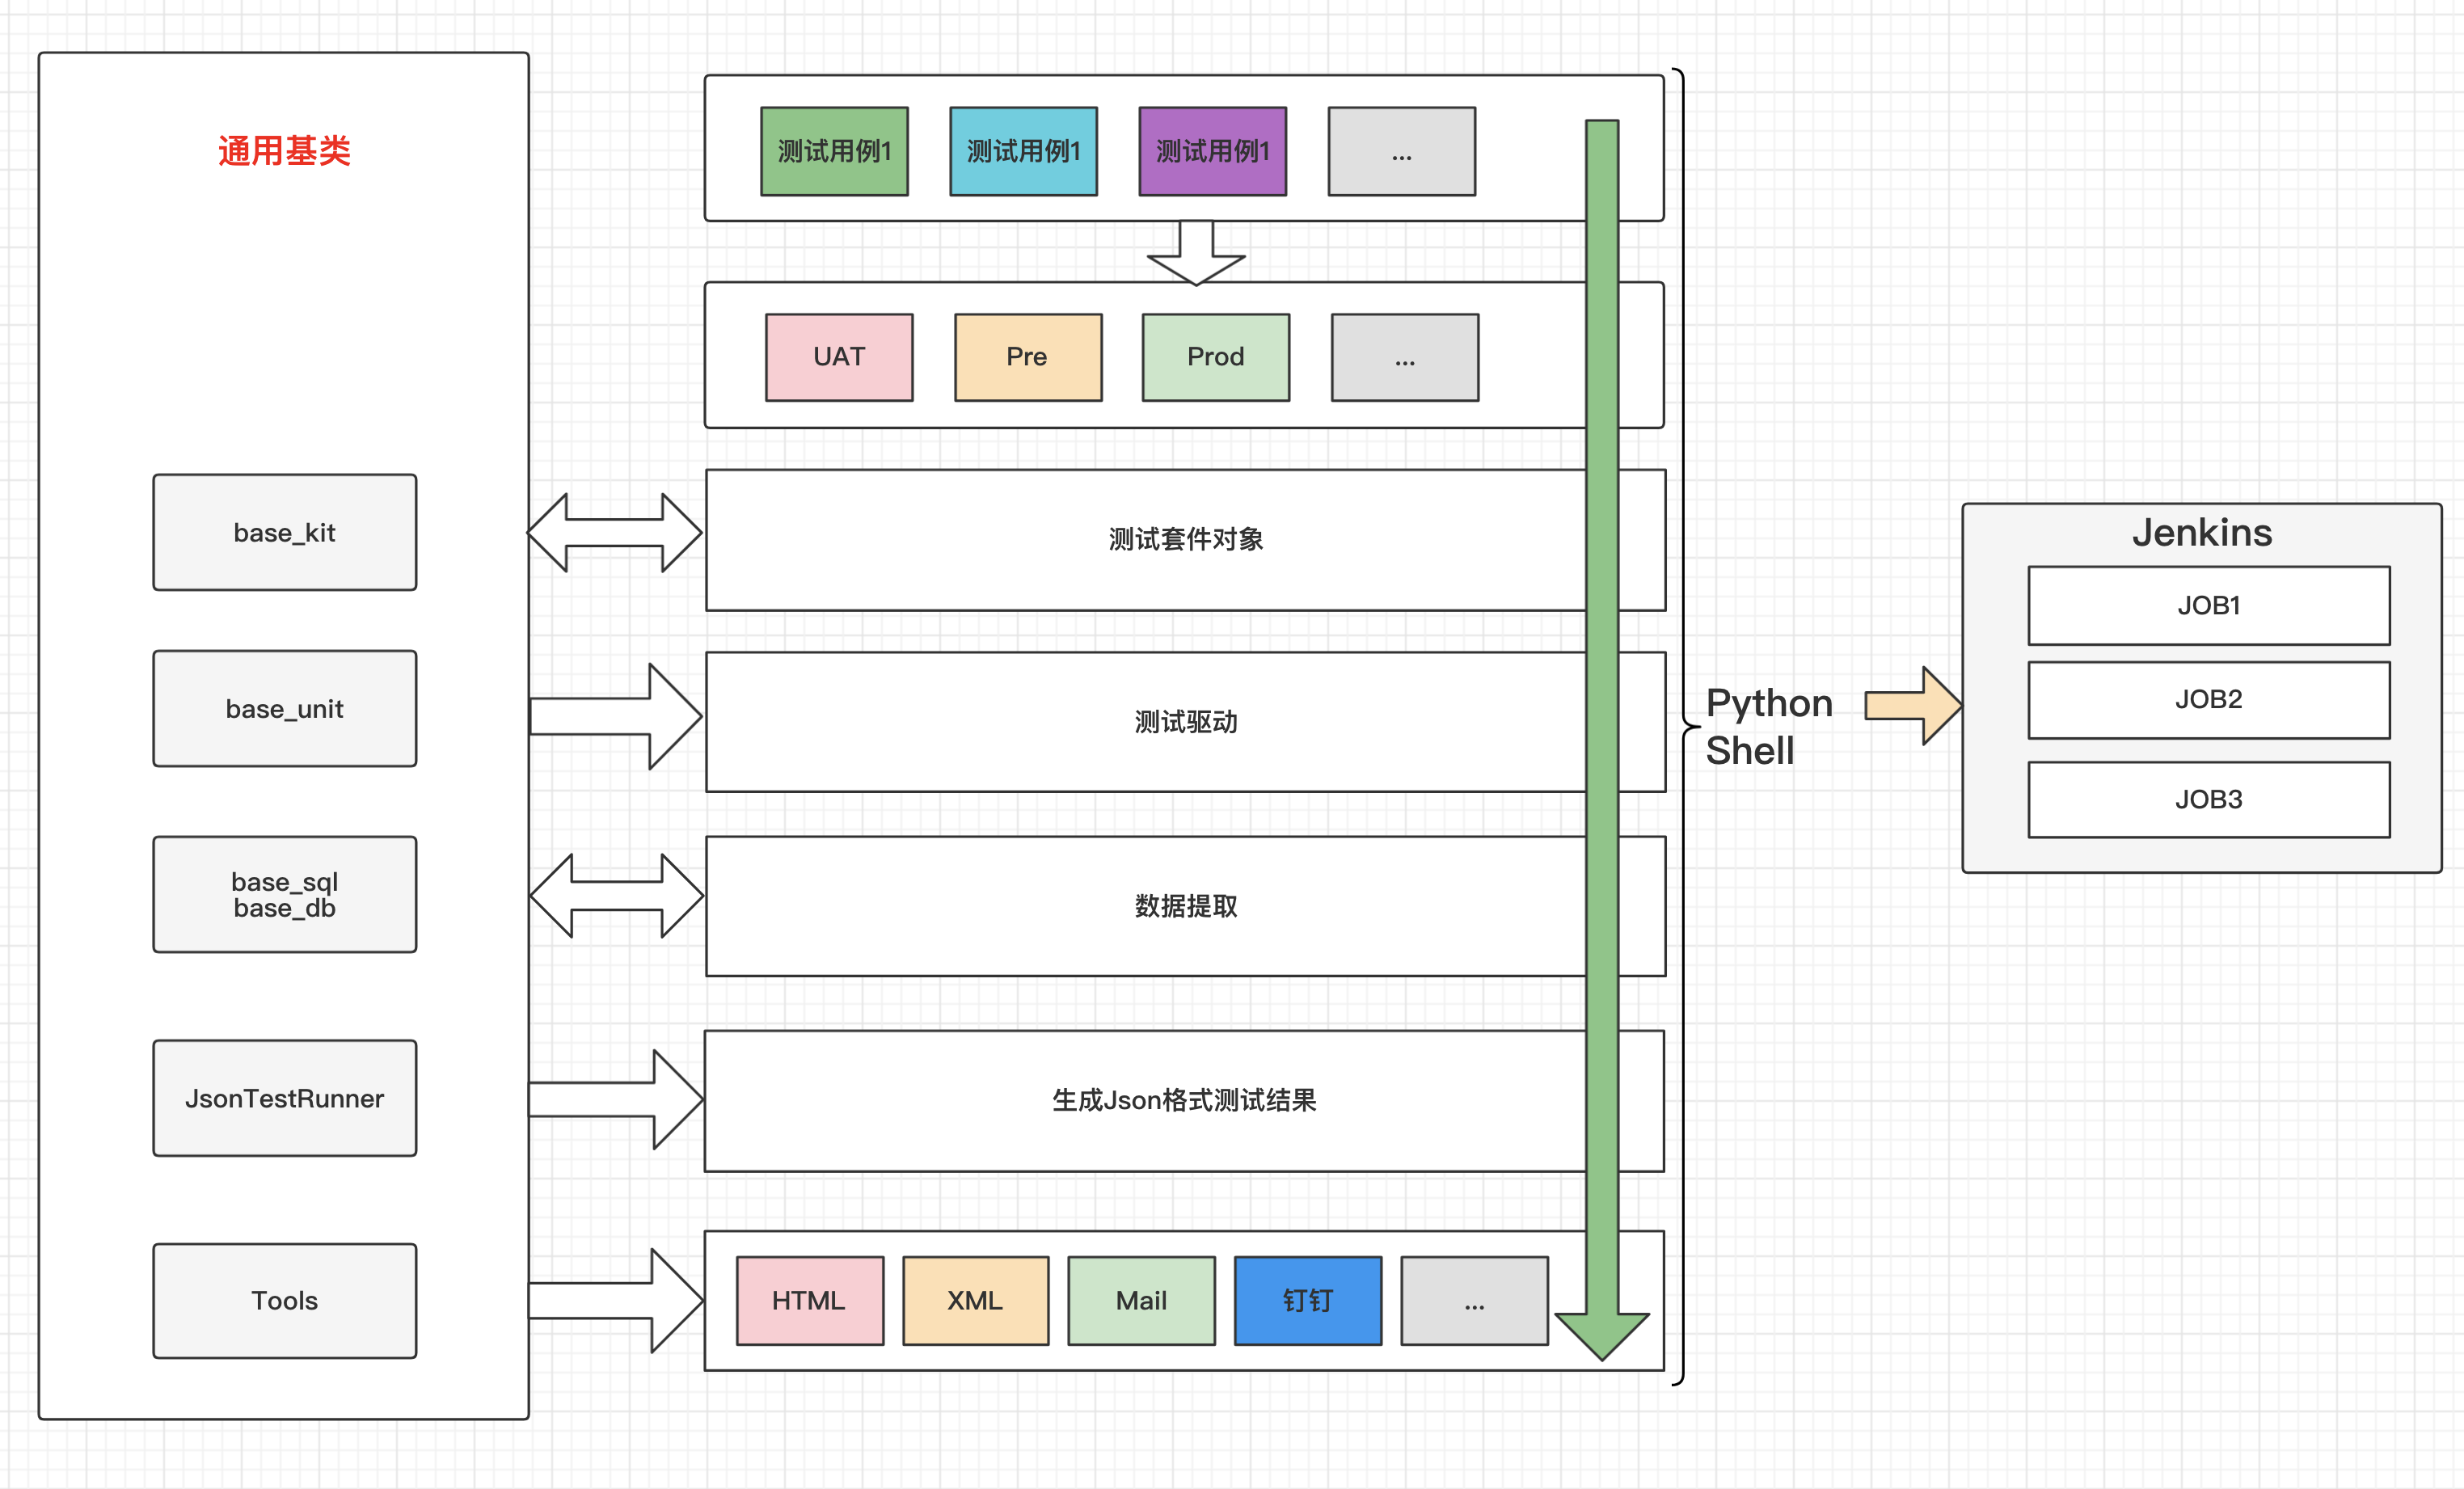 通用基类
base_kit
base_unit
base_sql
base_db
JsonTestRunner
Tools
测试用例1
测试用例1
测试用例1
...
UAT
Pre
Prod
...
测试套件对象
测试驱动
数据提取
生成Json格式测试结果
HTML
XML
Mail
钉钉
...
Python
Shell
Jenkins
JOB1
JOB2
JOB3